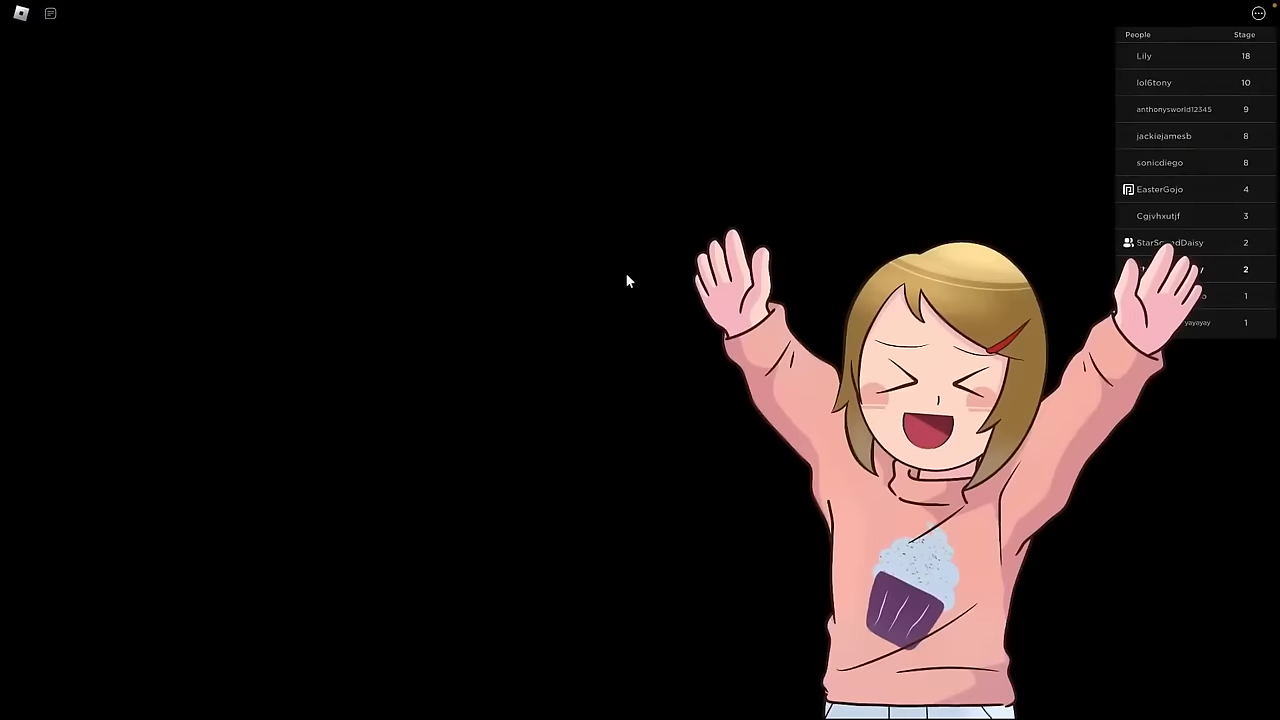 People Stage
Lily 18
lol6tony 10
anthonysworld12345 9
jackiejamesb 8
sonicdiego 8
EasterGojo 4
Cgjvhxutjf 3
2
2
1
yayayay 1